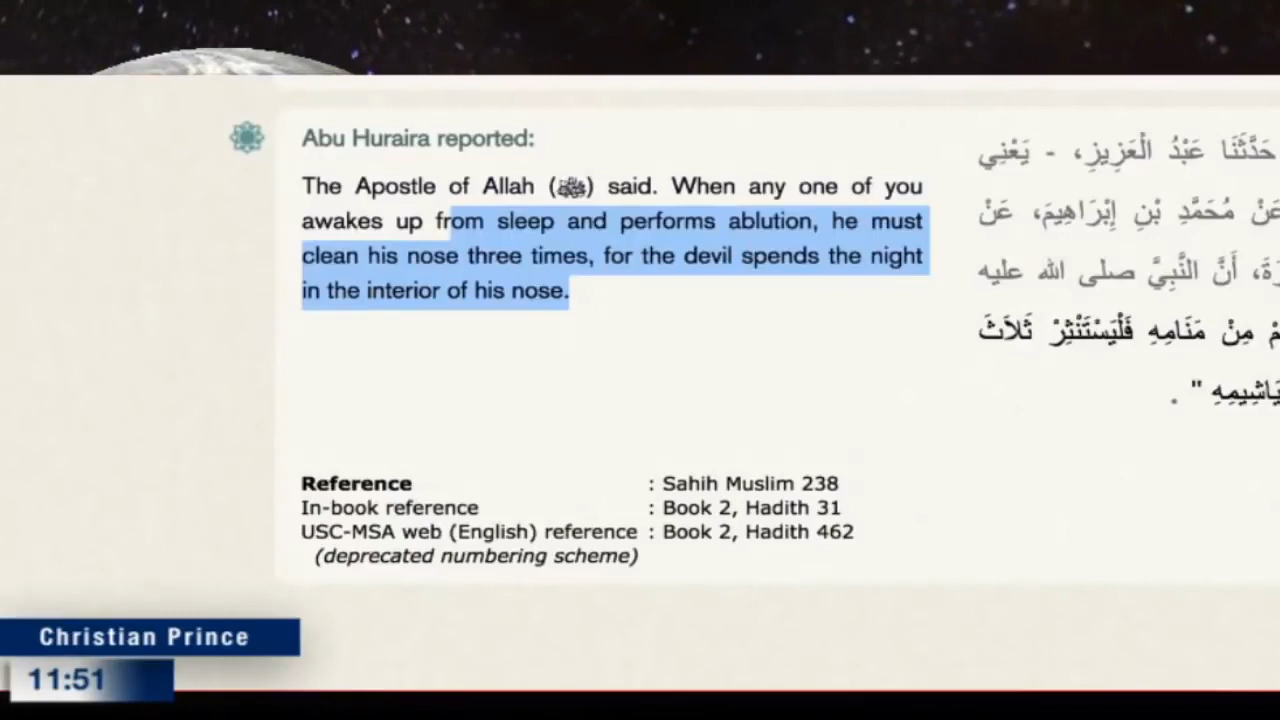 Abu Huraira reported:
The Apostle of Allah (ﷺ) said. When any one of you
awakes up from sleep and performs ablution, he must
clean his nose three times, for the devil spends the night
in the interior of his nose.
حَدَّثَنَا عَبْدُ الْعَزِيزِ، - يَعْنِي
عَنْ مُحَمَّدِ بْنِ إِبْرَاهِيمَ، عَنْ
أَنَّ النَّبِيَّ صلى الله عليه
مِنْ مَنَامِهِ فَلْيَسْتَنْثِرْ ثَلاَثَ
" .
Reference : Sahih Muslim 238
In-book reference : Book 2, Hadith 31
USC-MSA web (English) reference : Book 2, Hadith 462
(deprecated numbering scheme)
Christian Prince
11:51